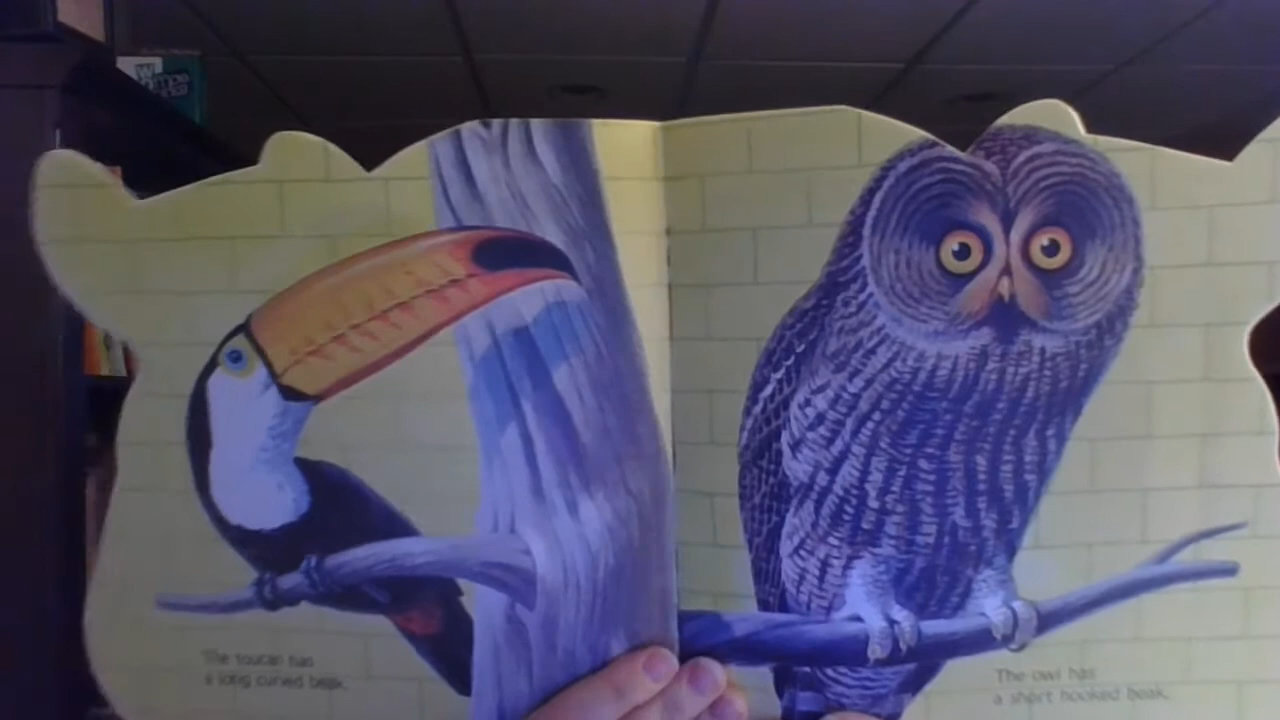 The toucan has
a long curved beak.
The owl has
a short hooked beak.